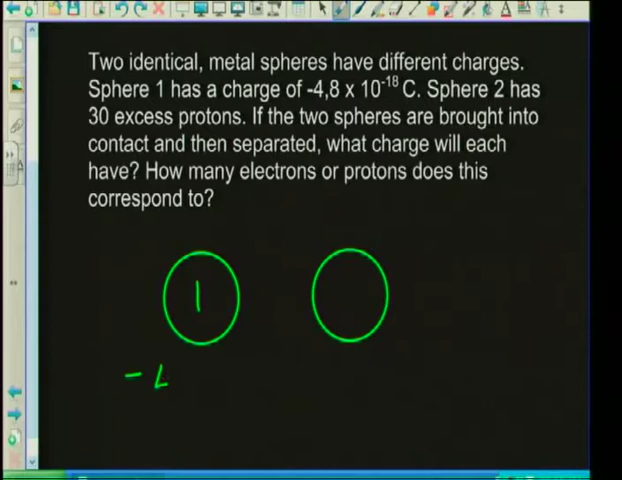 Two identical, metal spheres have different charges.
Sphere 1 has a charge of -4,8 x 10⁻¹⁸ C. Sphere 2 has
30 excess protons. If the two spheres are brought into
contact and then separated, what charge will each
have? How many electrons or protons does this
correspond to?
1
-